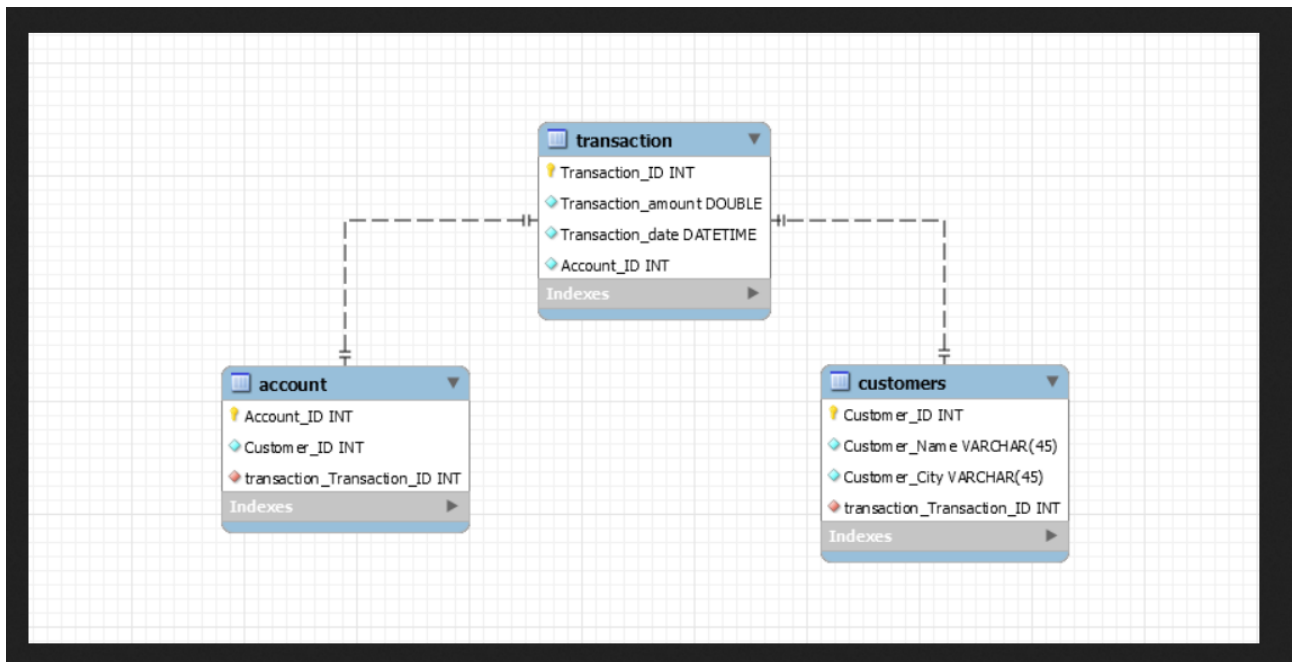 transaction
Transaction_ID INT
Transaction_amount DOUBLE
Transaction_date DATETIME
Account_ID INT
Indexes
account
Account_ID INT
Customer_ID INT
transaction_Transaction_ID INT
Indexes
customers
Customer_ID INT
Customer_Name VARCHAR(45)
Customer_City VARCHAR(45)
transaction_Transaction_ID INT
Indexes